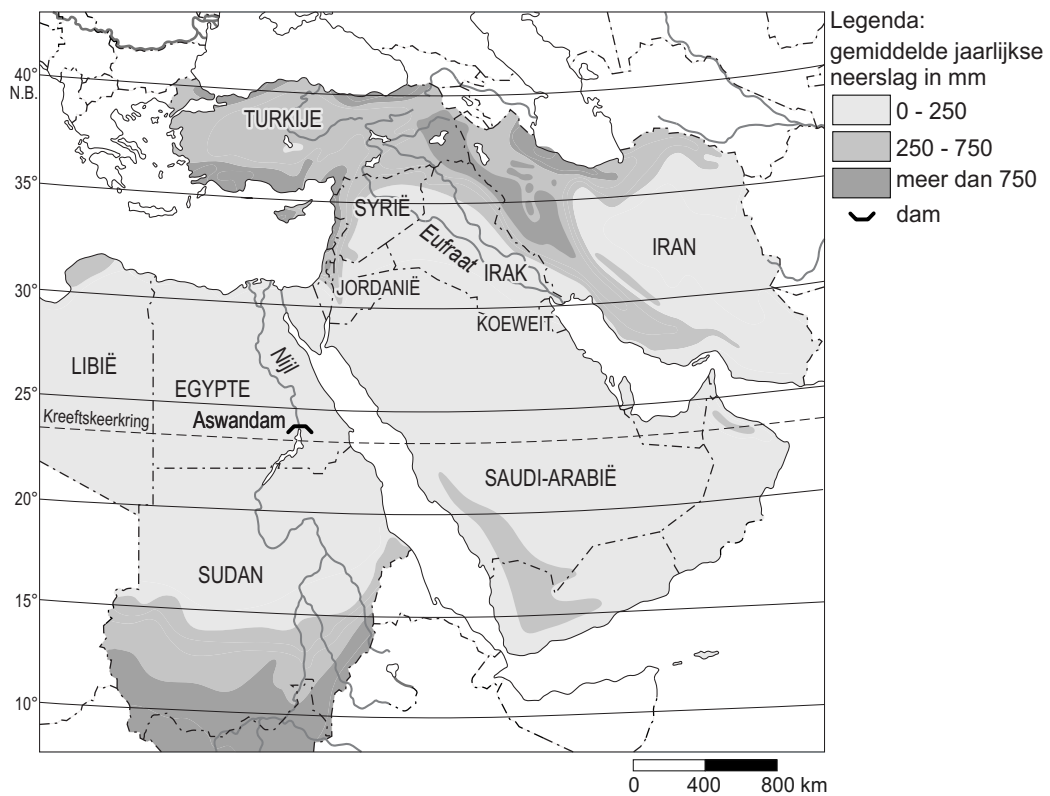 Legenda:
gemiddelde jaarlijkse
neerslag in mm
0 - 250
250 - 750
meer dan 750
dam
40°
N.B.
35°
30°
25°
Kreeftskeerkring
20°
15°
10°
TURKIJE
SYRIË
Eufraat
IRAK
IRAN
JORDANIË
KOEWEIT
LIBIË
EGYPTE
Nijl
Aswandam
SAUDI-ARABIË
SUDAN
0 400 800 km